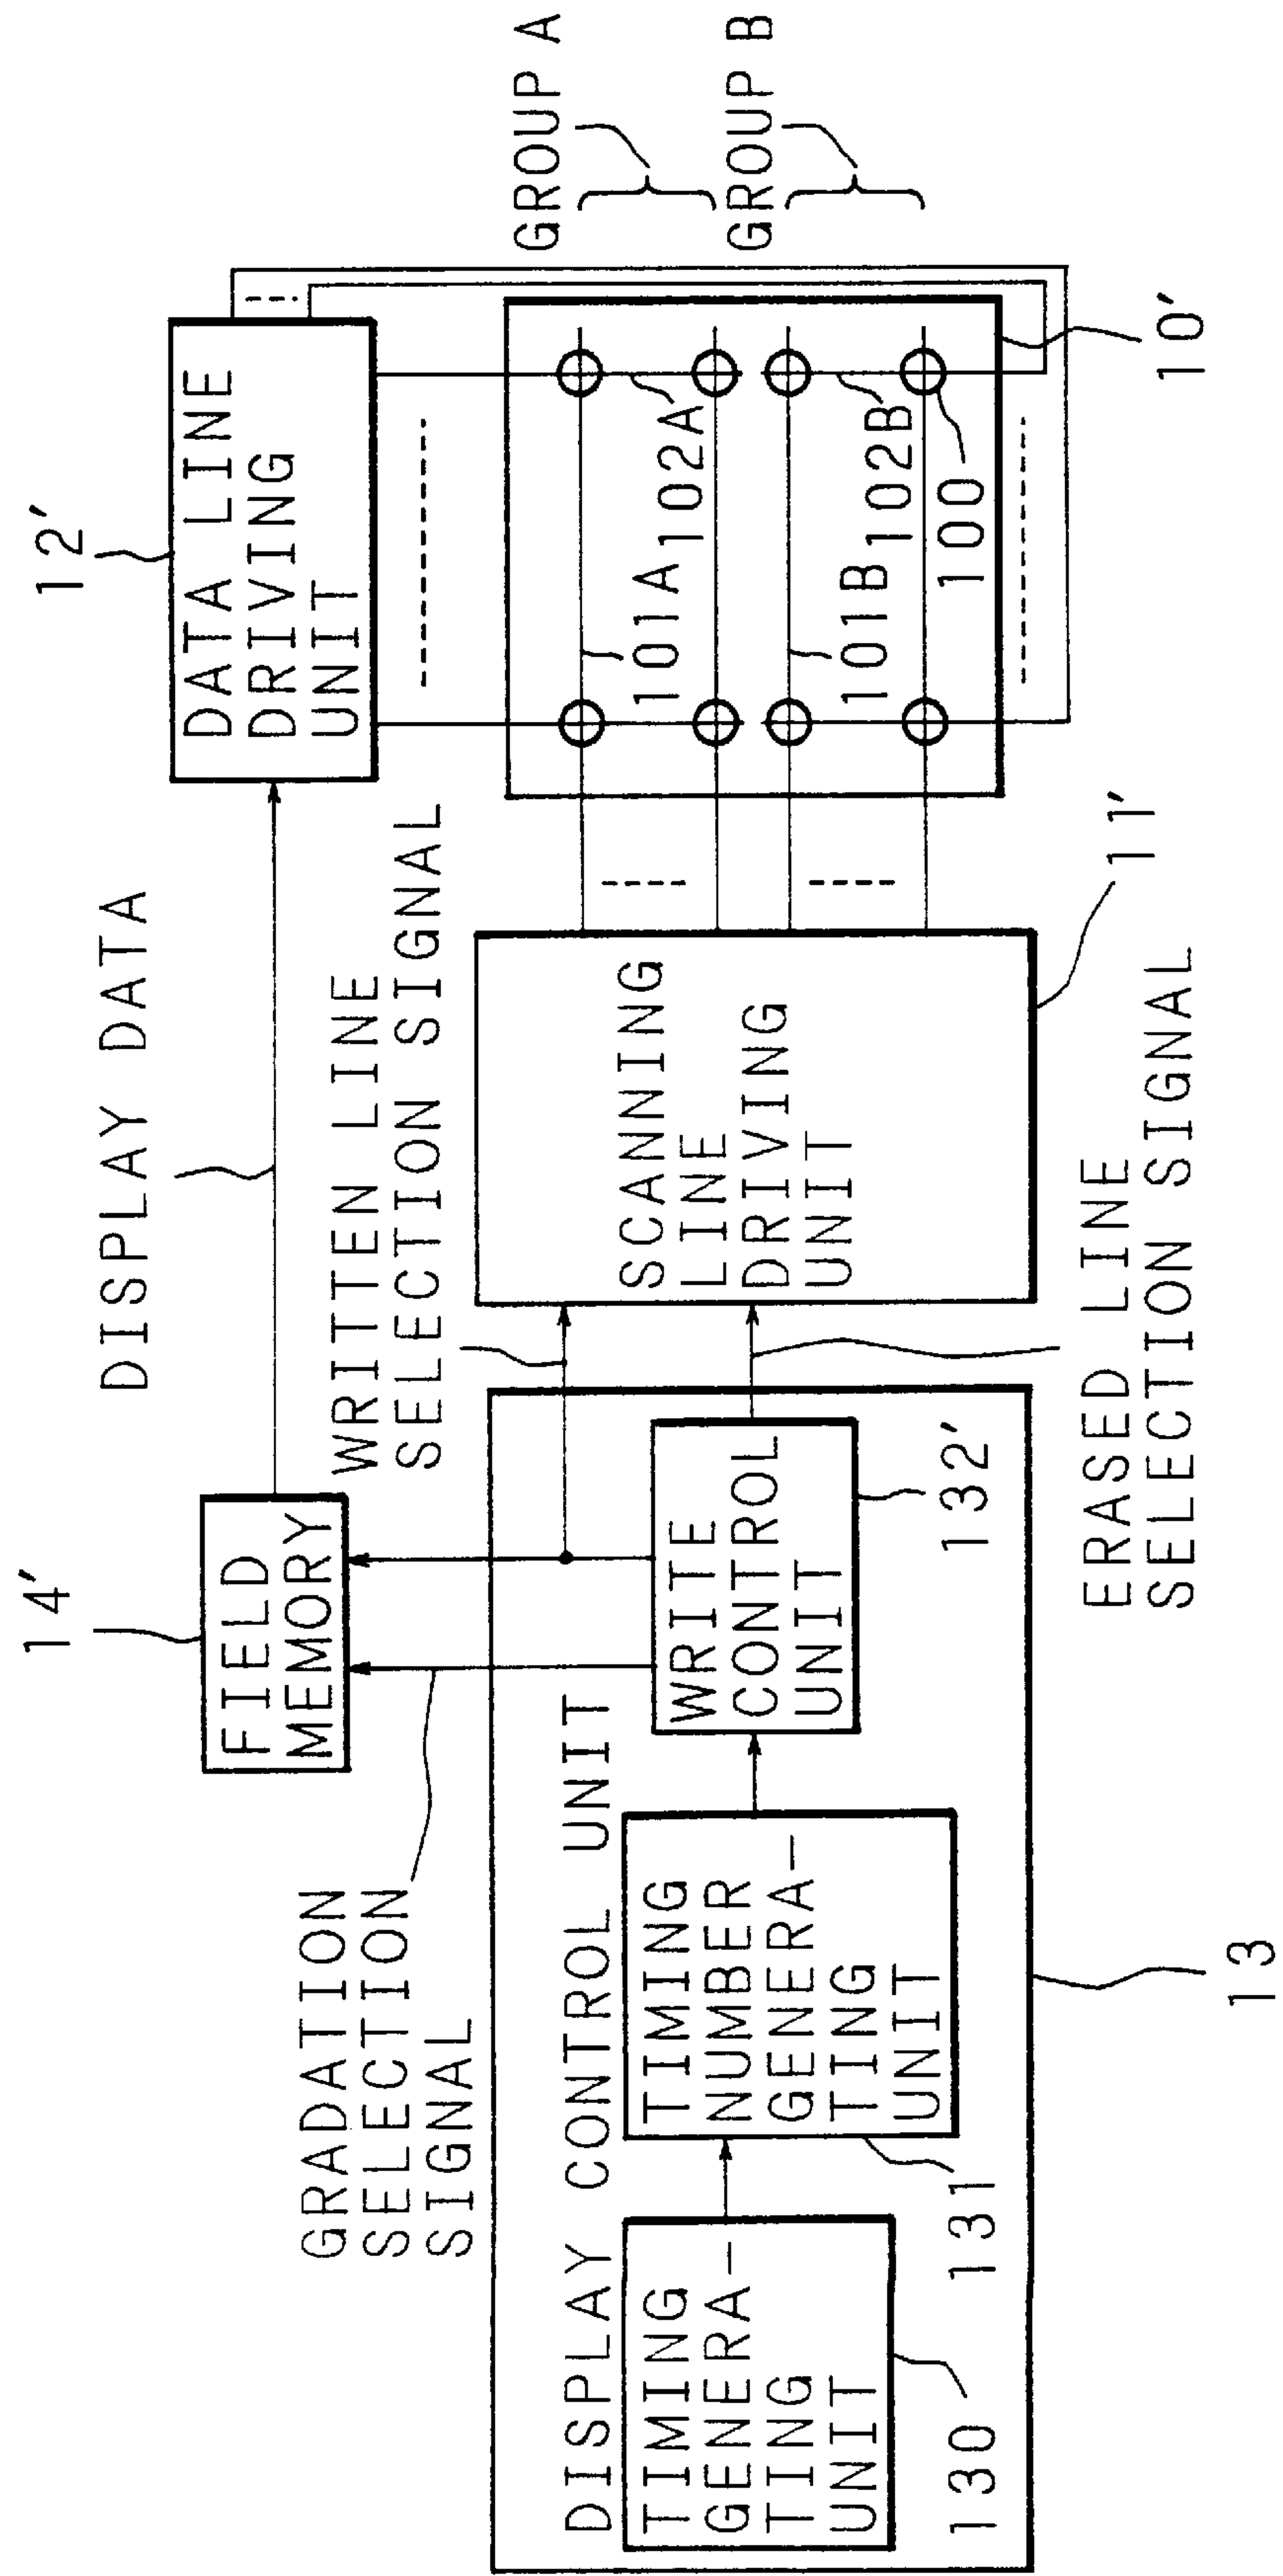 14'
FIELD
MEMORY
DISPLAY DATA
12'
DATA LINE
DRIVING
UNIT
GRADATION
SELECTION
SIGNAL
WRITTEN LINE
SELECTION SIGNAL
GROUP A
GROUP B
DISPLAY CONTROL UNIT
TIMING
GENERA-
TING
UNIT
130
TIMING
NUMBER
GENERA-
TING
UNIT
131
WRITE
CONTROL
UNIT
132'
SCANNING
LINE
DRIVING
UNIT
101A
102A
101B
102B
100
10'
11'
ERASED LINE
SELECTION SIGNAL
13